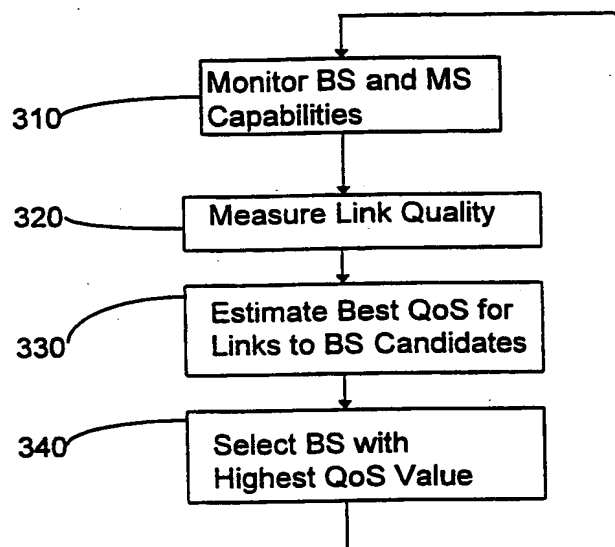 310
Monitor BS and MS
Capabilities
320
Measure Link Quality
330
Estimate Best QoS for
Links to BS Candidates
340
Select BS with
Highest QoS Value